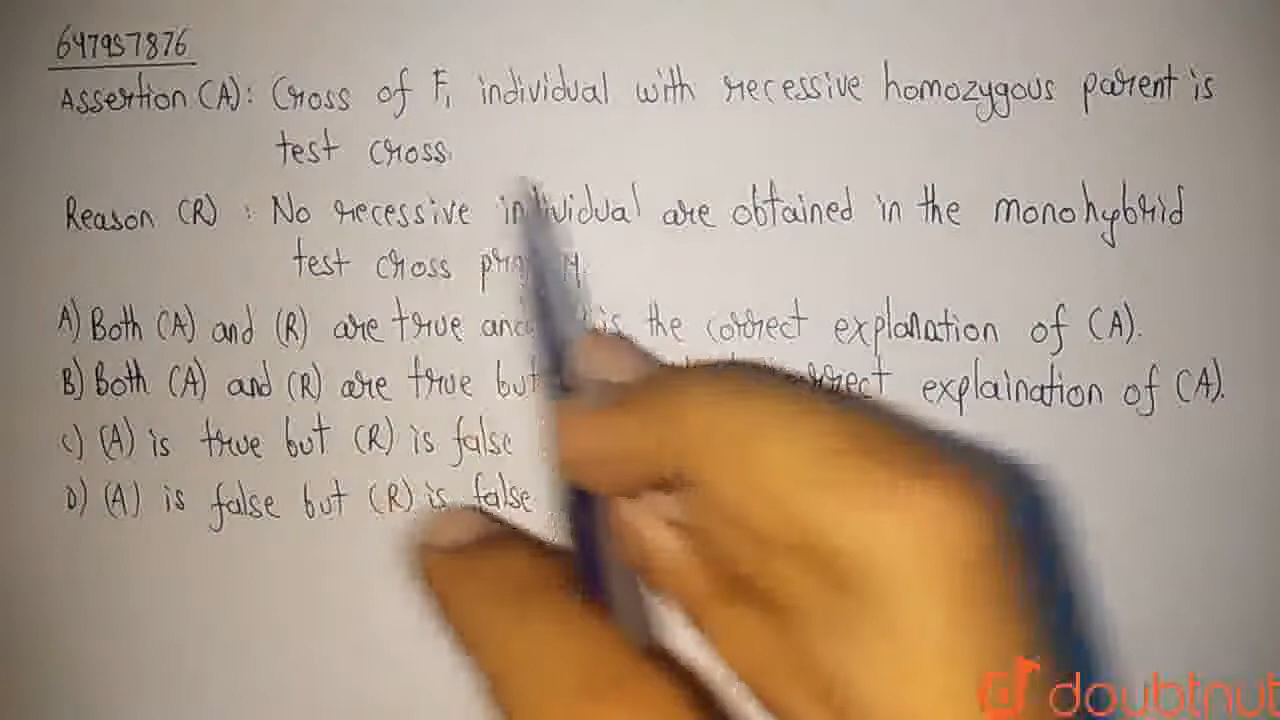 647957876
Assertion (A): Cross of F1 individual with recessive homozygous parent is
test cross.
Reason (R) : No recessive individual are obtained in the monohybrid
test cross
A) Both (A) and (R) are true and is the correct explanation of (A).
B) Both (A) and (R) are true but explaination of (A).
C) (A) is true but (R) is false
D) (A) is false but (R) is false
doubtnut